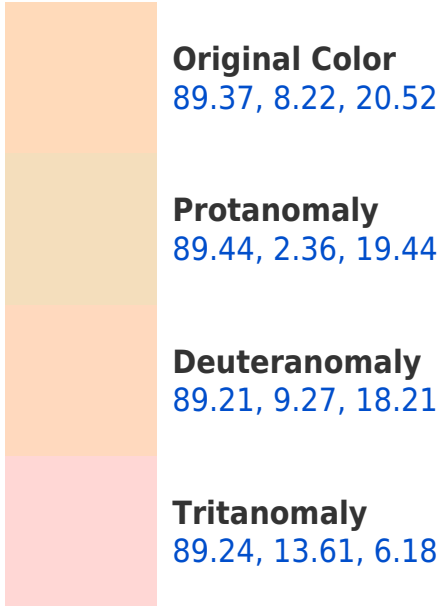 Original Color
89.37, 8.22, 20.52
Protanomaly
89.44, 2.36, 19.44
Deuteranomaly
89.21, 9.27, 18.21
Tritanomaly
89.24, 13.61, 6.18